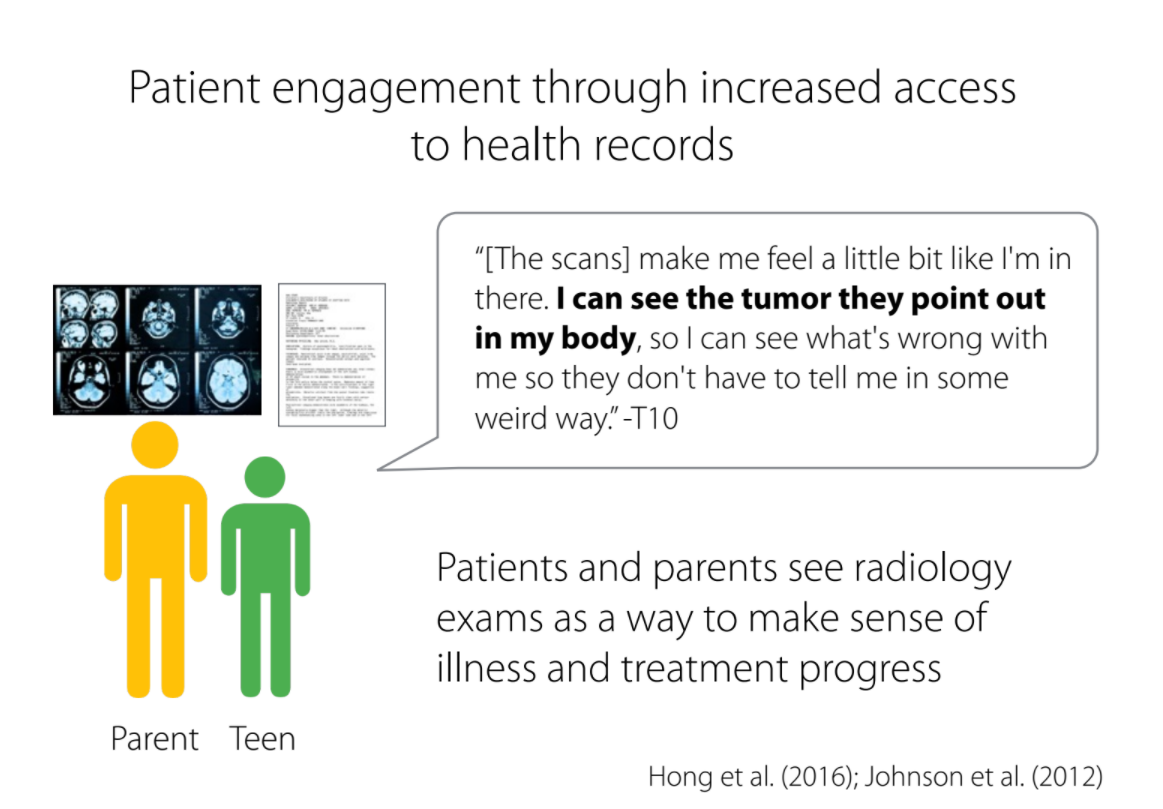 Patient engagement through increased access
to health records
“[The scans] make me feel a little bit like I'm in
there. I can see the tumor they point out
in my body, so I can see what's wrong with
me so they don't have to tell me in some
weird way.” -T10
Patients and parents see radiology
exams as a way to make sense of
illness and treatment progress
Parent Teen
Hong et al. (2016); Johnson et al. (2012)